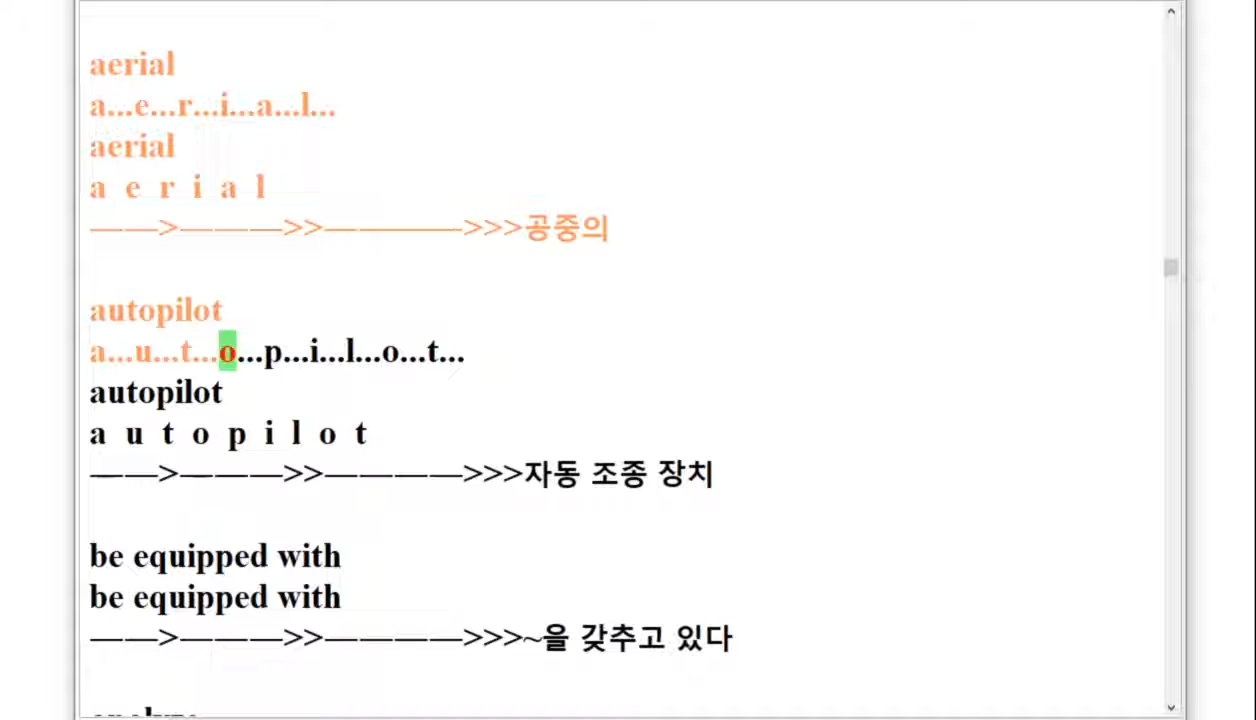 aerial
a...e...r...i...a...l...
aerial
a e r i a l
——>———>>————>>>공중의
autopilot
a...u...t...o...p...i...l...o...t...
autopilot
a u t o p i l o t
——>———>>————>>>자동 조종 장치
be equipped with
be equipped with
——>———>>————>>>~을 갖추고 있다